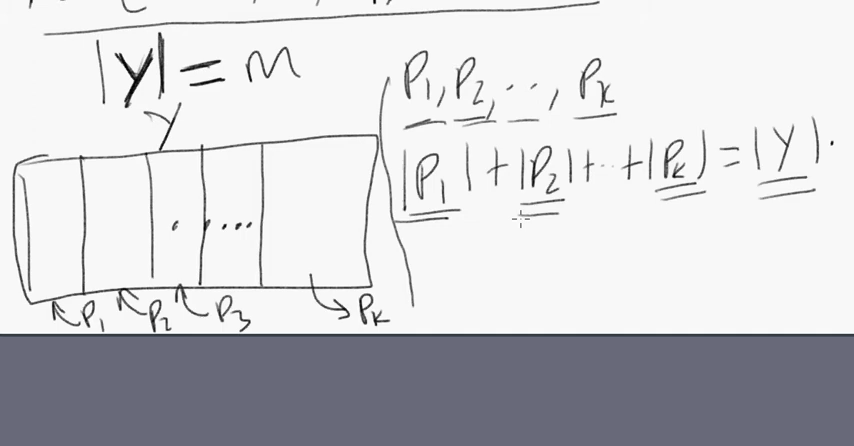 |Y| = m
Y
P₁, P₂, ..., Pₖ
|P₁| + |P₂| + ... + |Pₖ| = |Y|.
. . ...
P₁ P₂ P₃ Pₖ